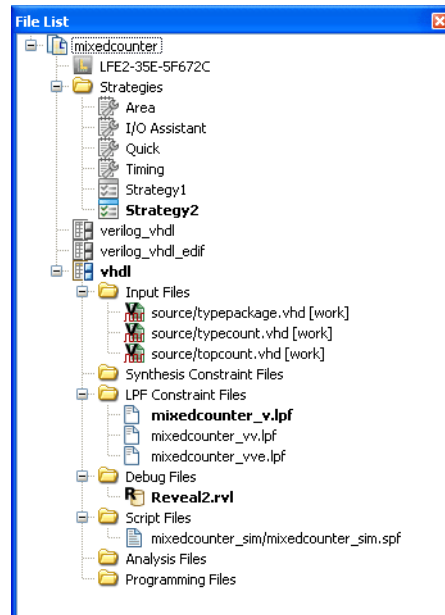 File List
mixedcounter
LFE2-35E-5F672C
Strategies
Area
I/O Assistant
Quick
Timing
Strategy1
Strategy2
verilog_vhdl
verilog_vhdl_edif
vhdl
Input Files
source/typepackage.vhd [work]
source/typecount.vhd [work]
source/topcount.vhd [work]
Synthesis Constraint Files
LPF Constraint Files
mixedcounter_v.lpf
mixedcounter_vv.lpf
mixedcounter_vve.lpf
Debug Files
Reveal2.rvl
Script Files
mixedcounter_sim/mixedcounter_sim.spf
Analysis Files
Programming Files